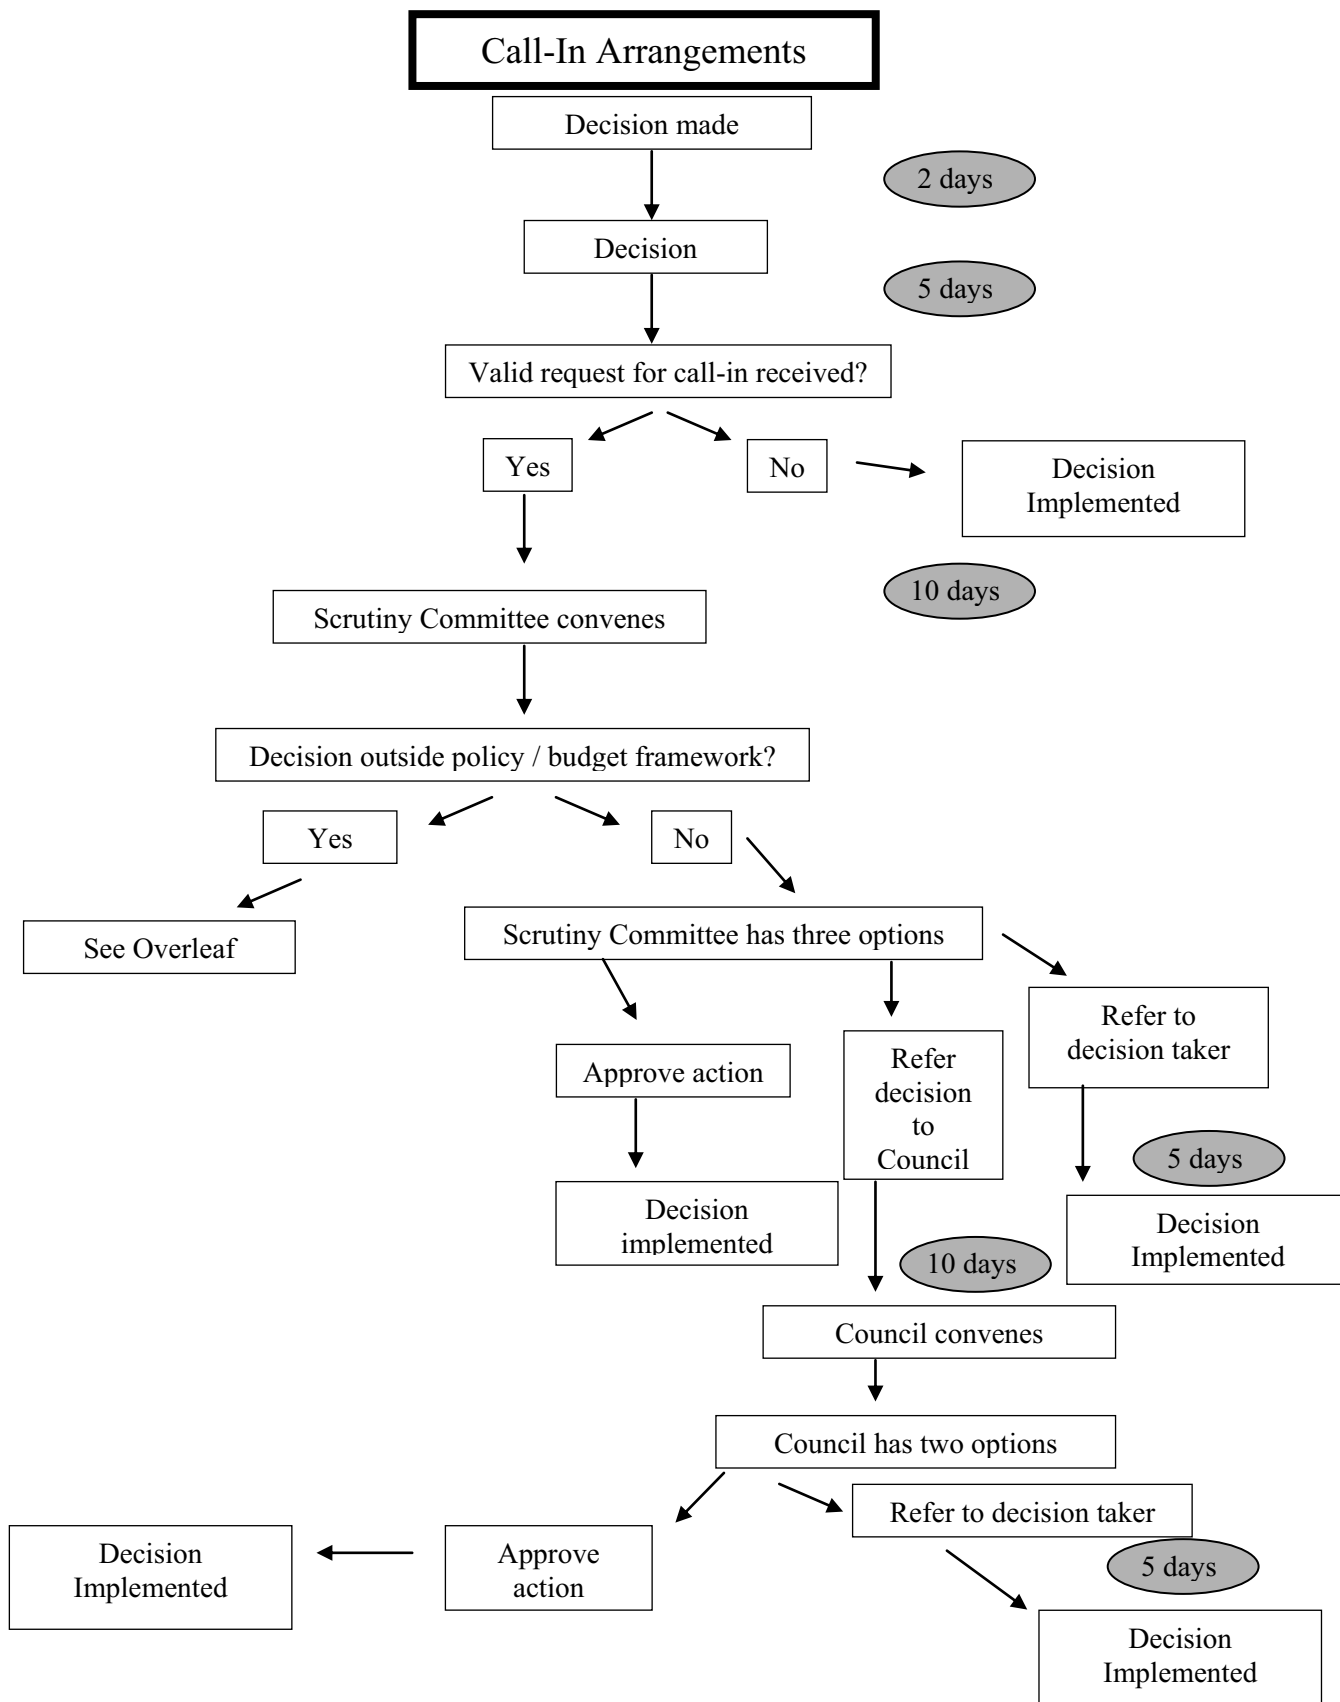 Call-In Arrangements
Decision made
2 days
Decision
5 days
Valid request for call-in received?
Yes
No
Decision
Implemented
10 days
Scrutiny Committee convenes
Decision outside policy / budget framework?
Yes
No
See Overleaf
Scrutiny Committee has three options
Approve action
Refer
decision
to
Council
Refer to
decision taker
5 days
Decision
implemented
Decision
Implemented
10 days
Council convenes
Council has two options
Refer to decision taker
Approve
action
Decision
Implemented
5 days
Decision
Implemented